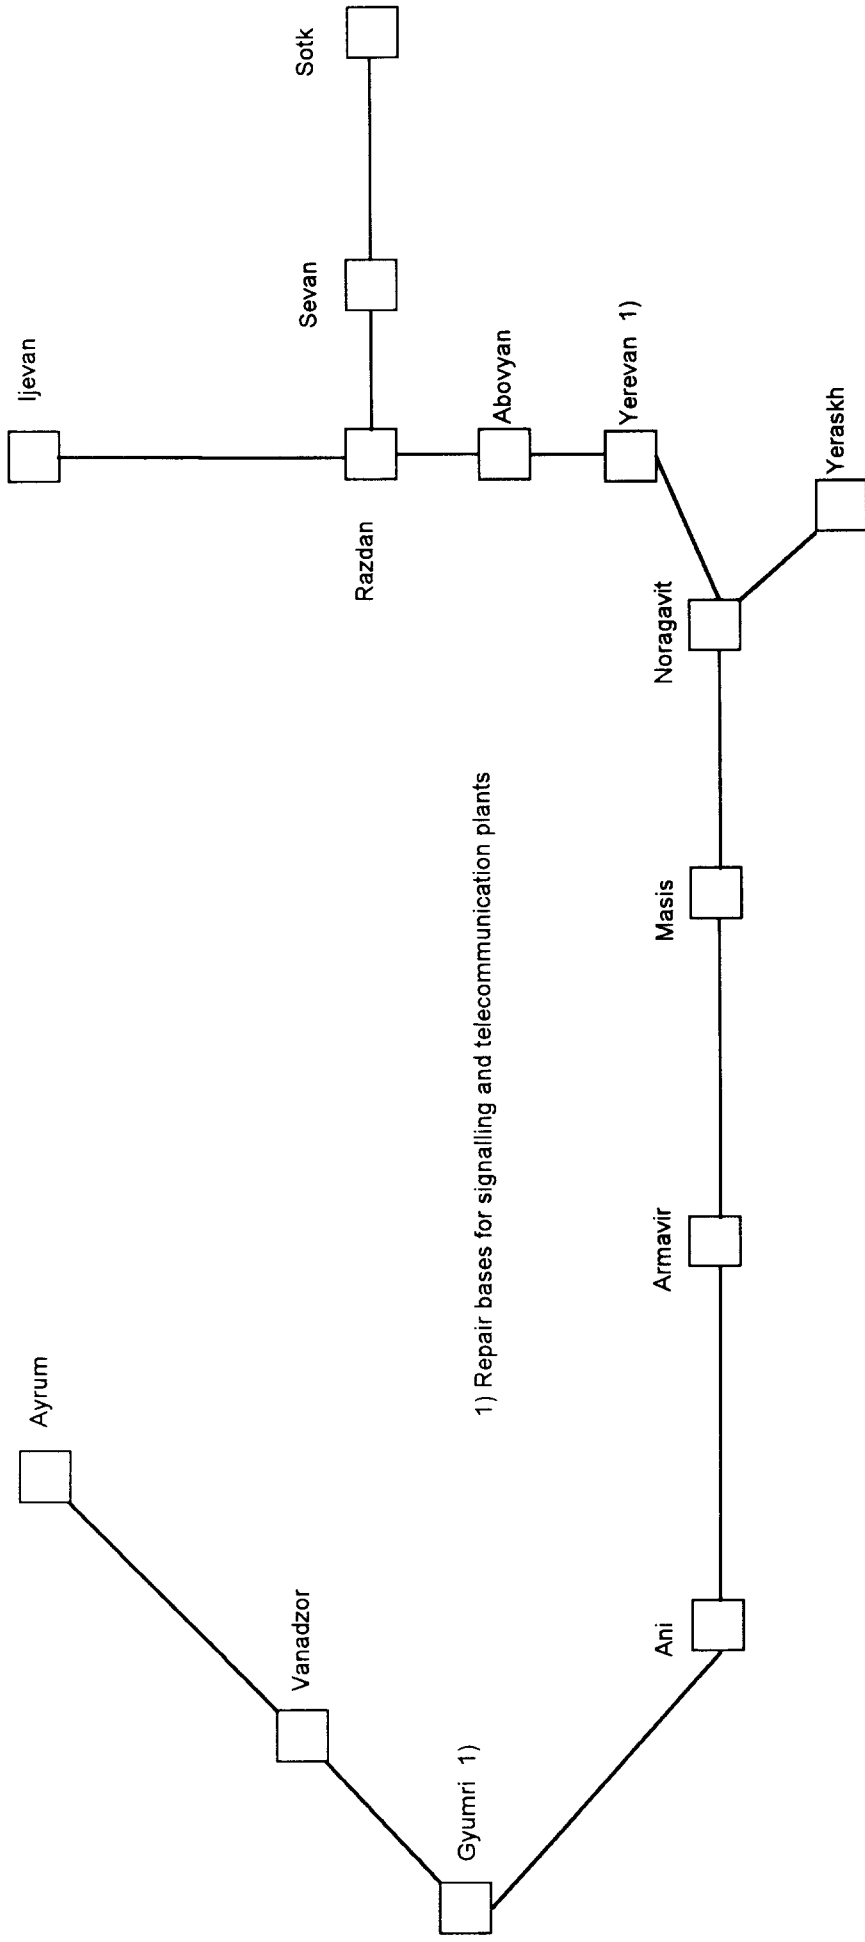 Ayrum
Vanadzor
Gyumri 1)
Ani
Armavir
Masis
Noragavit
Yeraskh
Yerevan 1)
Abovyan
Razdan
Sevan
Sotk
Ijevan
1) Repair bases for signalling and telecommunication plants